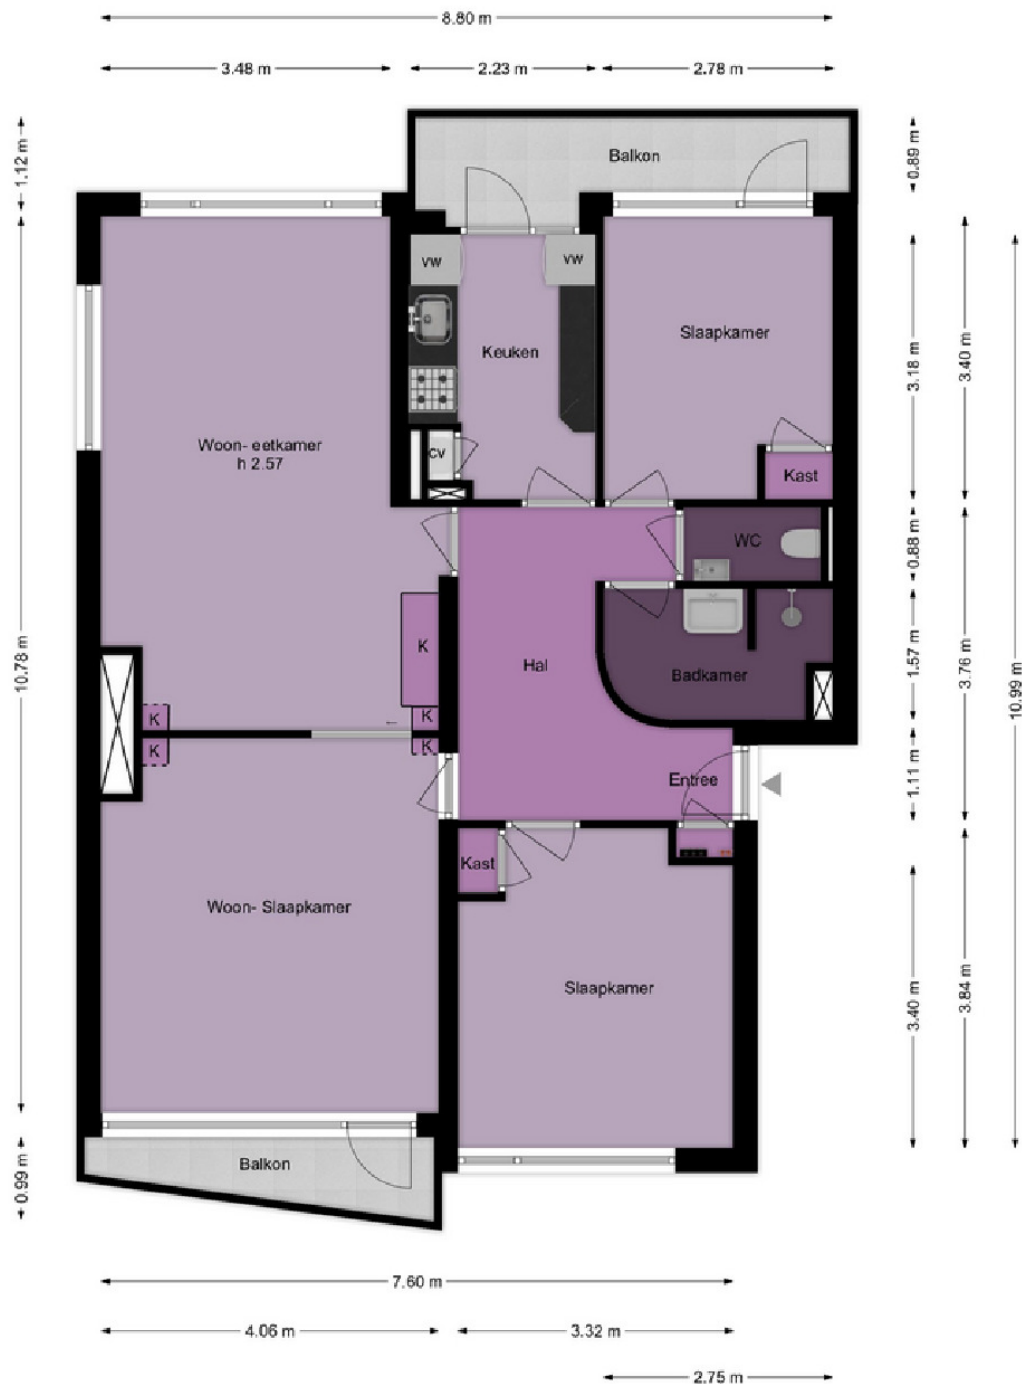 8.80 m
3.48 m
2.23 m
2.78 m
1.12 m
0.89 m
Balkon
vw
vw
Keuken
Slaapkamer
3.18 m
3.40 m
Woon- eetkamer
h 2.57
cv
Kast
WC
0.88 m
10.78 m
K
Hal
Badkamer
1.57 m
3.76 m
10.99 m
K
K
K
K
Entree
1.11 m
Kast
Woon- Slaapkamer
Slaapkamer
3.40 m
3.84 m
Balkon
0.99 m
7.60 m
4.06 m
3.32 m
2.75 m